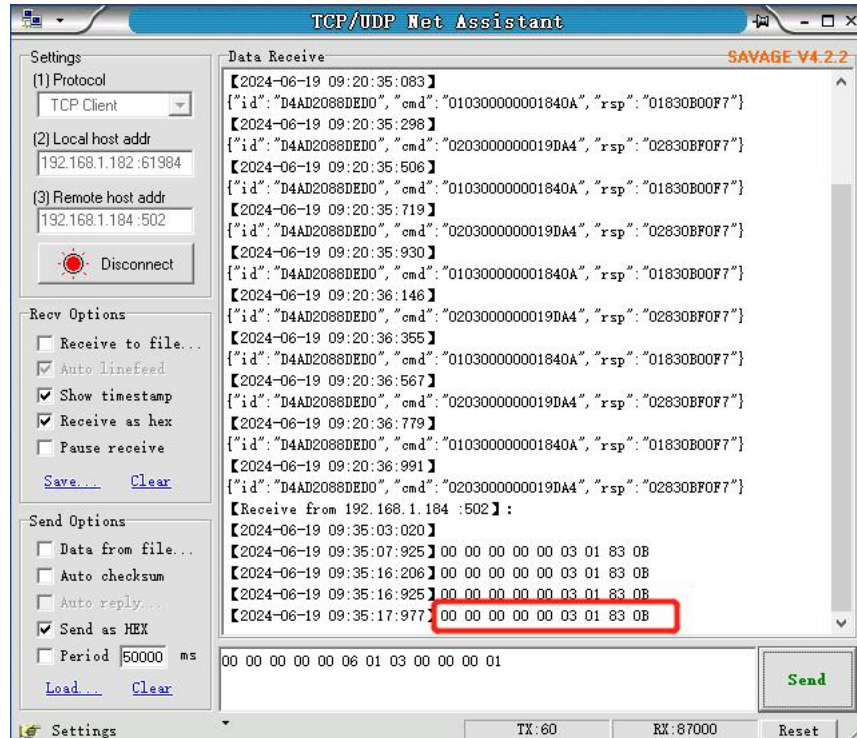 TCP/UDP Net Assistant
Settings
(1) Protocol
TCP Client
(2) Local host addr
192.168.1.182 :61984
(3) Remote host addr
192.168.1.184 :502
Disconnect
Recv Options
Receive to file...
Auto linefeed
Show timestamp
Receive as hex
Pause receive
Save... Clear
Send Options
Data from file...
Auto checksum
Auto reply...
Send as HEX
Period 50000 ms
Load... Clear
Data Receive
SAVAGE V4.2.2
【2024-06-19 09:20:35:083】
{"id":"D4AD2088DED0", "cmd":"010300000001840A", "rsp":"01830B00F7"}
【2024-06-19 09:20:35:298】
{"id":"D4AD2088DED0", "cmd":"0203000000019DA4", "rsp":"02830BF0F7"}
【2024-06-19 09:20:35:506】
{"id":"D4AD2088DED0", "cmd":"010300000001840A", "rsp":"01830B00F7"}
【2024-06-19 09:20:35:719】
{"id":"D4AD2088DED0", "cmd":"0203000000019DA4", "rsp":"02830BF0F7"}
【2024-06-19 09:20:35:930】
{"id":"D4AD2088DED0", "cmd":"010300000001840A", "rsp":"01830B00F7"}
【2024-06-19 09:20:36:146】
{"id":"D4AD2088DED0", "cmd":"0203000000019DA4", "rsp":"02830BF0F7"}
【2024-06-19 09:20:36:355】
{"id":"D4AD2088DED0", "cmd":"010300000001840A", "rsp":"01830B00F7"}
【2024-06-19 09:20:36:567】
{"id":"D4AD2088DED0", "cmd":"0203000000019DA4", "rsp":"02830BF0F7"}
【2024-06-19 09:20:36:779】
{"id":"D4AD2088DED0", "cmd":"010300000001840A", "rsp":"01830B00F7"}
【2024-06-19 09:20:36:991】
{"id":"D4AD2088DED0", "cmd":"0203000000019DA4", "rsp":"02830BF0F7"}
【Receive from 192.168.1.184 :502】:
【2024-06-19 09:35:03:020】
【2024-06-19 09:35:07:925】00 00 00 00 00 03 01 83 0B
【2024-06-19 09:35:16:206】00 00 00 00 00 03 01 83 0B
【2024-06-19 09:35:16:925】00 00 00 00 00 03 01 83 0B
【2024-06-19 09:35:17:977】00 00 00 00 00 03 01 83 0B
00 00 00 00 00 06 01 03 00 00 00 01
Send
Settings
TX:60
RX:87000
Reset